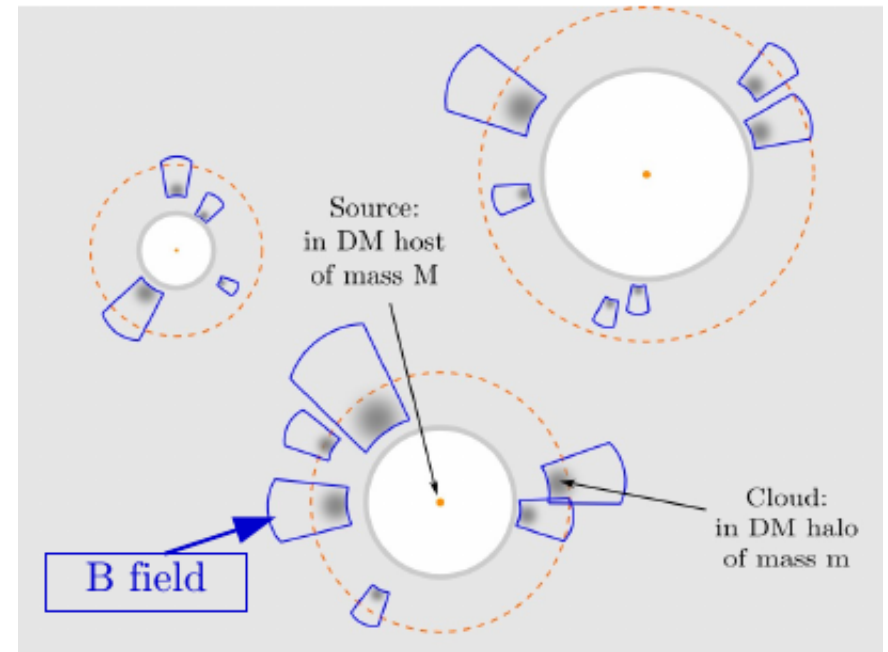 Source:
in DM host
of mass M
Cloud:
in DM halo
of mass m
B field